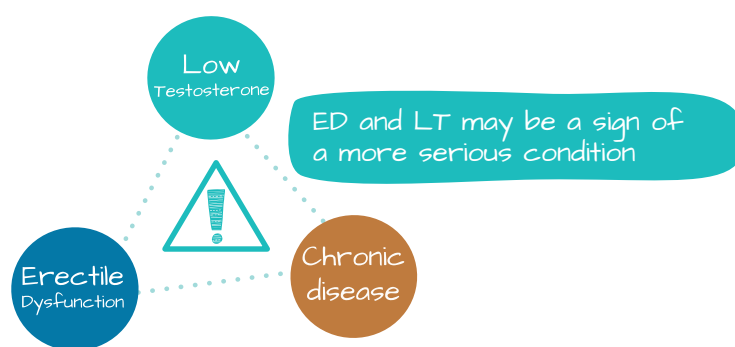 Low
Testosterone
ED and LT may be a sign of
a more serious condition
Erectile
Dysfunction
Chronic
disease